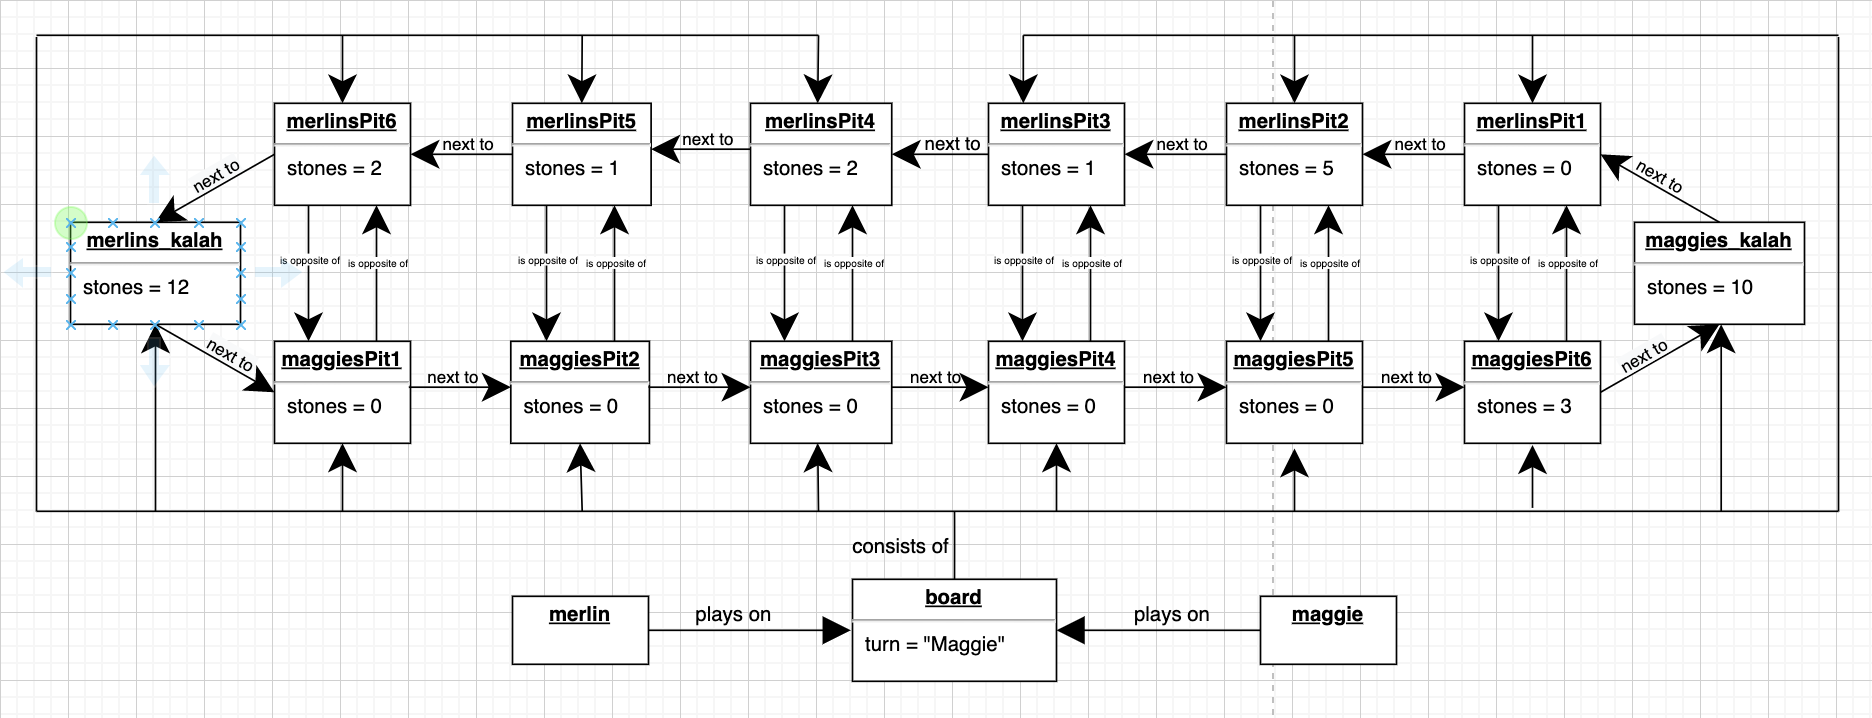 merlinsPit6
stones = 2
next to
merlinsPit5
stones = 1
next to
merlinsPit4
stones = 2
next to
merlinsPit3
stones = 1
next to
merlinsPit2
stones = 5
next to
merlinsPit1
stones = 0
next to
next to
merlins_kalah
stones = 12
is opposite of
is opposite of
is opposite of
is opposite of
is opposite of
is opposite of
is opposite of
is opposite of
is opposite of
is opposite of
is opposite of
is opposite of
maggies_kalah
stones = 10
next to
maggiesPit1
stones = 0
next to
maggiesPit2
stones = 0
next to
maggiesPit3
stones = 0
next to
maggiesPit4
stones = 0
next to
maggiesPit5
stones = 0
next to
maggiesPit6
stones = 3
next to
consists of
merlin
plays on
board
turn = "Maggie"
plays on
maggie